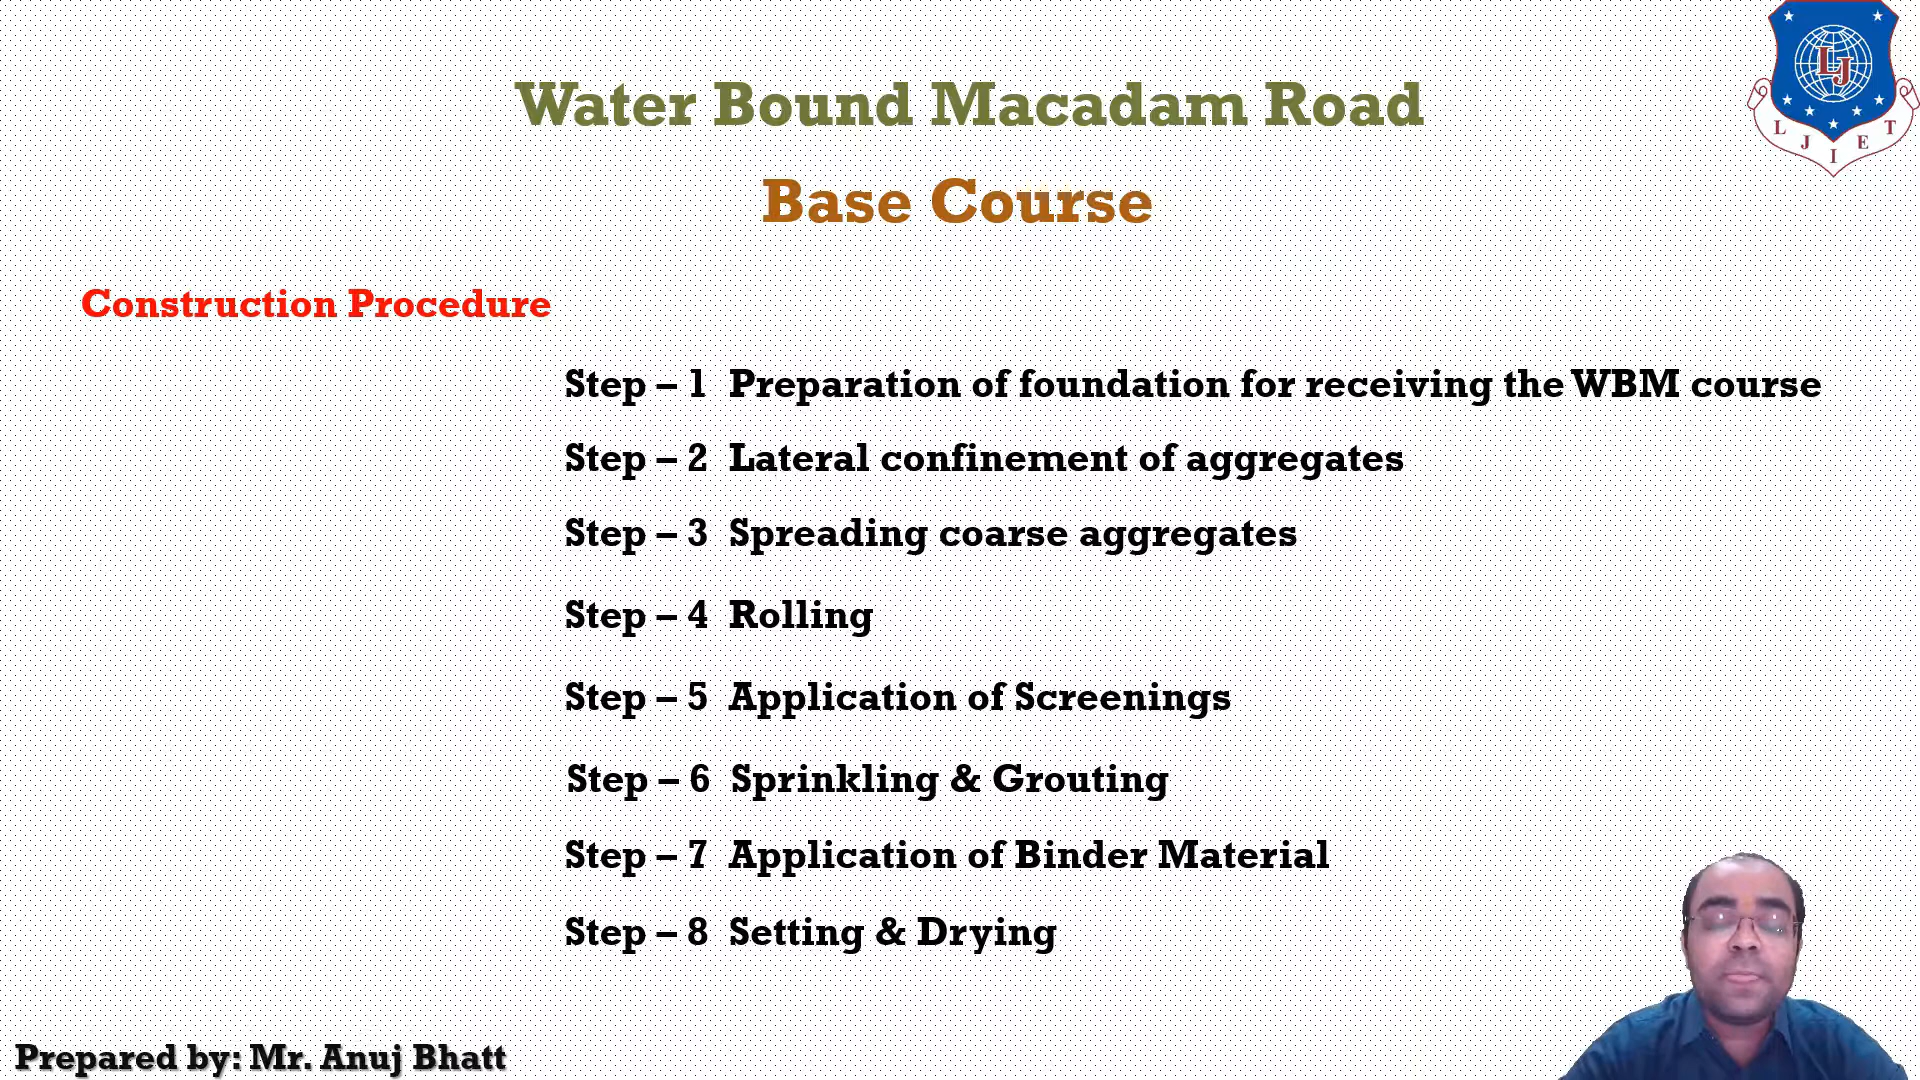 Water Bound Macadam Road
Base Course
L J I E T
LJ
Construction Procedure
Step – 1 Preparation of foundation for receiving the WBM course
Step – 2 Lateral confinement of aggregates
Step – 3 Spreading coarse aggregates
Step – 4 Rolling
Step – 5 Application of Screenings
Step – 6 Sprinkling & Grouting
Step – 7 Application of Binder Material
Step – 8 Setting & Drying
Prepared by: Mr. Anuj Bhatt